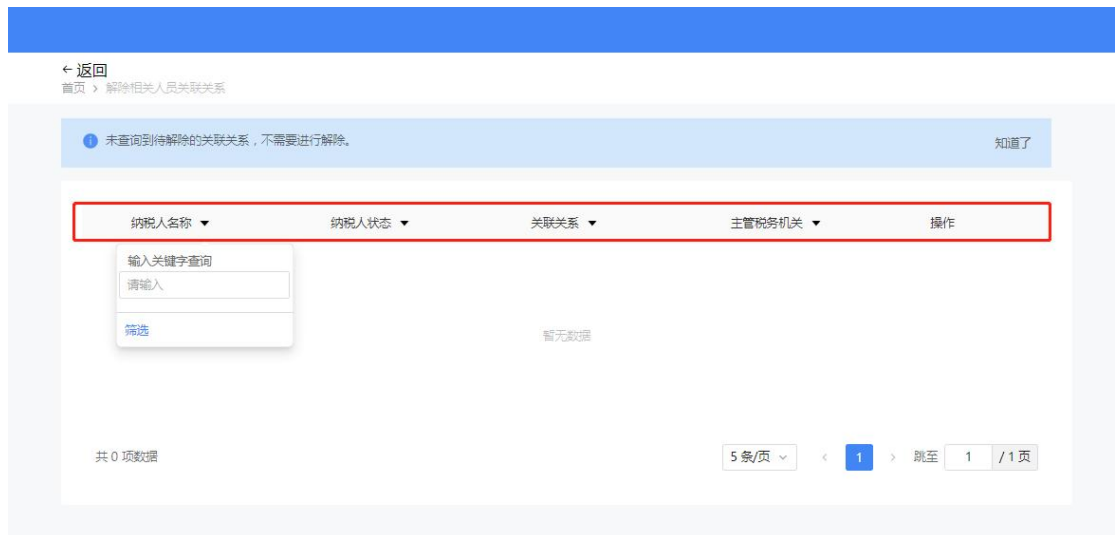 ←返回
首页 > 解除相关人员关联关系
未查询到待解除的关联关系，不需要进行解除。 知道了
纳税人名称 纳税人状态 关联关系 主管税务机关 操作
输入关键字查询
请输入
筛选
暂无数据
共 0 项数据 5 条/页 < 1 > 跳至 1 / 1 页